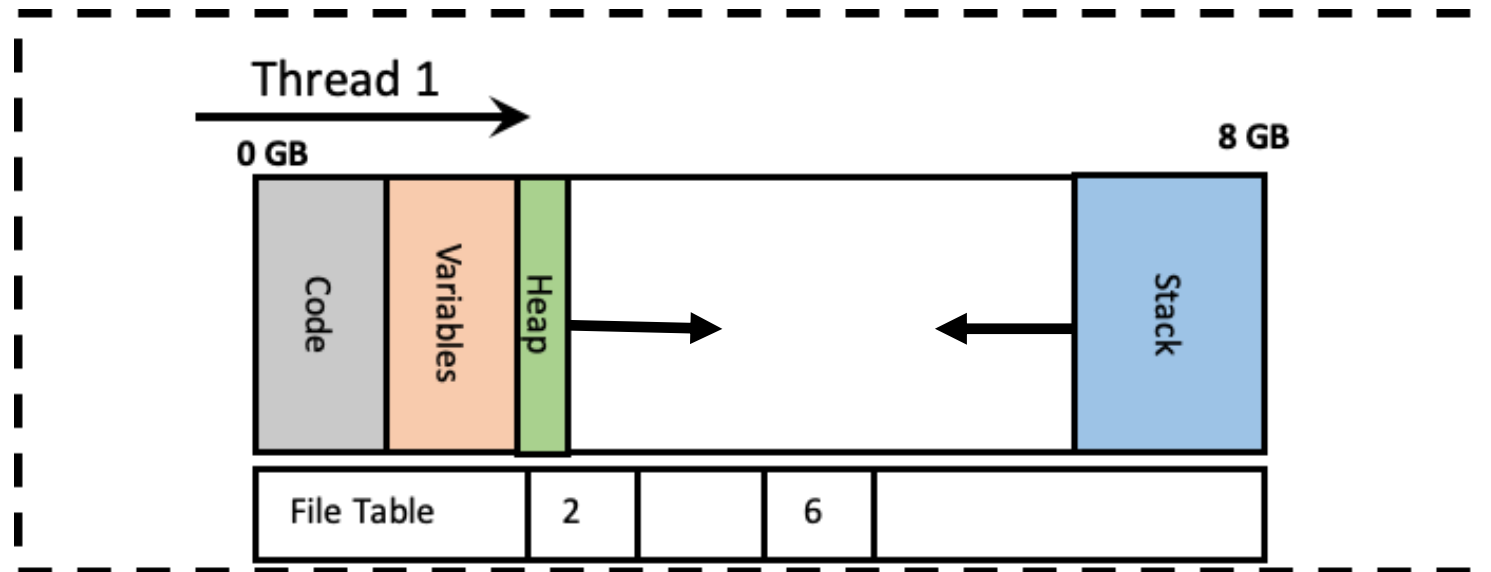 Thread 1
0 GB
8 GB
Code
Variables
Heap
Stack
File Table
2
6